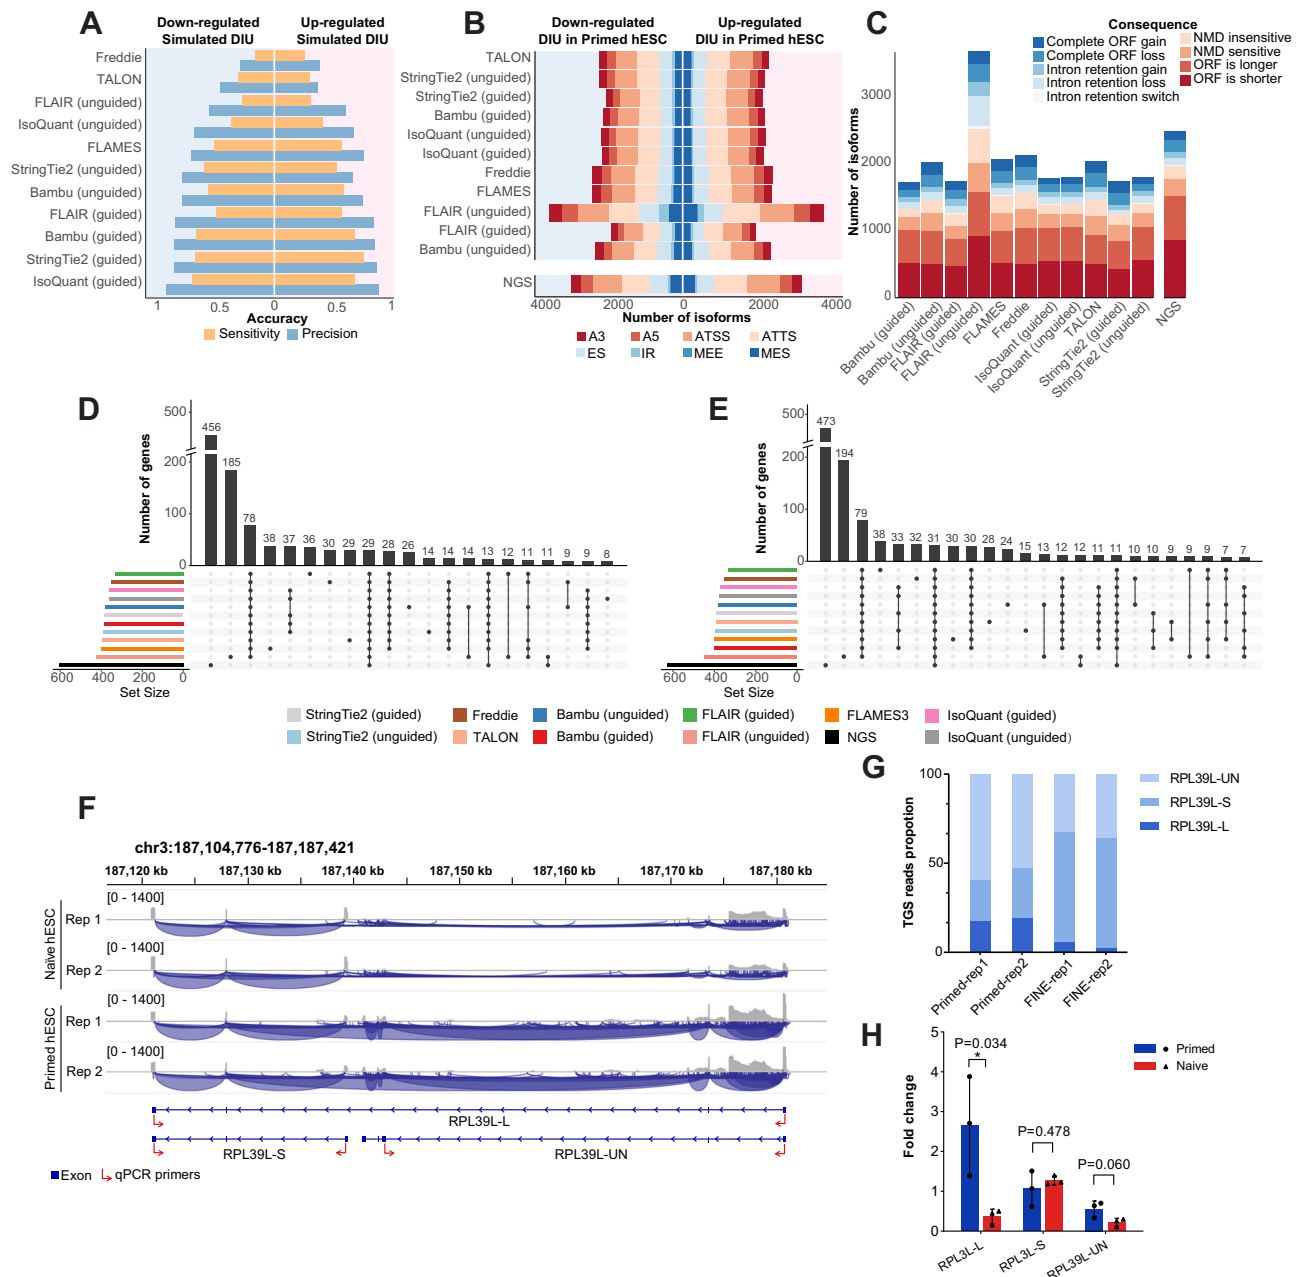 A
Down-regulated
Simulated DIU
Up-regulated
Simulated DIU
Freddie
TALON
FLAIR (unguided)
IsoQuant (unguided)
FLAMES
StringTie2 (unguided)
Bambu (unguided)
FLAIR (guided)
Bambu (guided)
StringTie2 (guided)
IsoQuant (guided)
1 0.5 0 0.5 1
Accuracy
Sensitivity Precision
B
Down-regulated
DIU in Primed hESC
Up-regulated
DIU in Primed hESC
TALON
StringTie2 (unguided)
StringTie2 (guided)
Bambu (guided)
IsoQuant (unguided)
IsoQuant (guided)
Freddie
FLAMES
FLAIR (unguided)
FLAIR (guided)
Bambu (unguided)
NGS
4000 2000 0 2000 4000
Number of isoforms
A3 A5 ATSS ATTS
ES IR MEE MES
C
Consequence
Complete ORF gain
Complete ORF loss
Intron retention gain
Intron retention loss
Intron retention switch
NMD insensitive
NMD sensitive
ORF is longer
ORF is shorter
Number of isoforms
3000
2000
1000
0
Bambu (guided)
Bambu (unguided)
FLAIR (guided)
FLAIR (unguided)
FLAMES
Freddie
IsoQuant (guided)
IsoQuant (unguided)
TALON
StringTie2 (guided)
StringTie2 (unguided)
NGS
D
Number of genes
500
200
100
0
456 185 78 38 37 36 30 29 29 28 26 14 14 14 13 12 11 11 9 9 8
600 400 200 0
Set Size
E
Number of genes
500
200
100
0
473 194 79 38 33 32 31 30 30 28 24 15 13 12 12 11 11 10 10 9 9 9 7 7
600 400 200 0
Set Size
StringTie2 (guided) Freddie Bambu (unguided) FLAIR (guided) FLAMES3 IsoQuant (guided)
StringTie2 (unguided) TALON Bambu (guided) FLAIR (unguided) NGS IsoQuant (unguided)
F
chr3:187,104,776-187,187,421
187,120 kb 187,130 kb 187,140 kb 187,150 kb 187,160 kb 187,170 kb 187,180 kb
Naïve hESC
[0 - 1400]
Rep 1
[0 - 1400]
Rep 2
Primed hESC
[0 - 1400]
Rep 1
[0 - 1400]
Rep 2
RPL39L-L
RPL39L-S RPL39L-UN
Exon qPCR primers
G
TGS reads propotion
100
50
0
Primed-rep1
Primed-rep2
FINE-rep1
FINE-rep2
RPL39L-UN
RPL39L-S
RPL39L-L
H
Fold change
5
4
3
2
1
0
P=0.034
*
P=0.478
P=0.060
Primed
Naive
RPL3L-L
RPL3L-S
RPL39L-UN